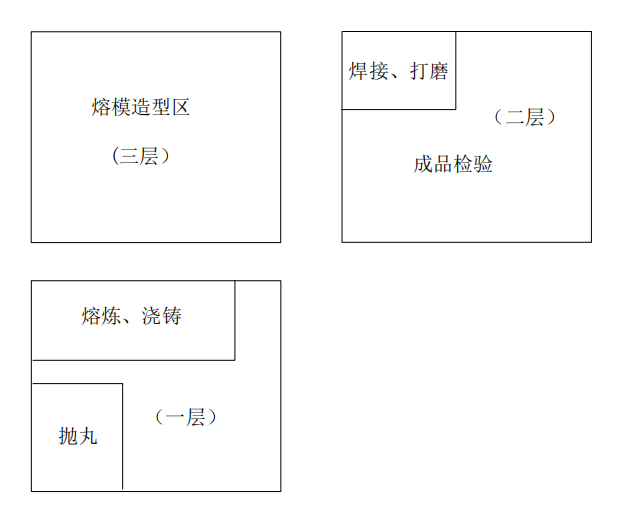 熔模造型区
(三层）
焊接、打磨
（二层）
成品检验
熔炼、浇铸
（一层）
抛丸